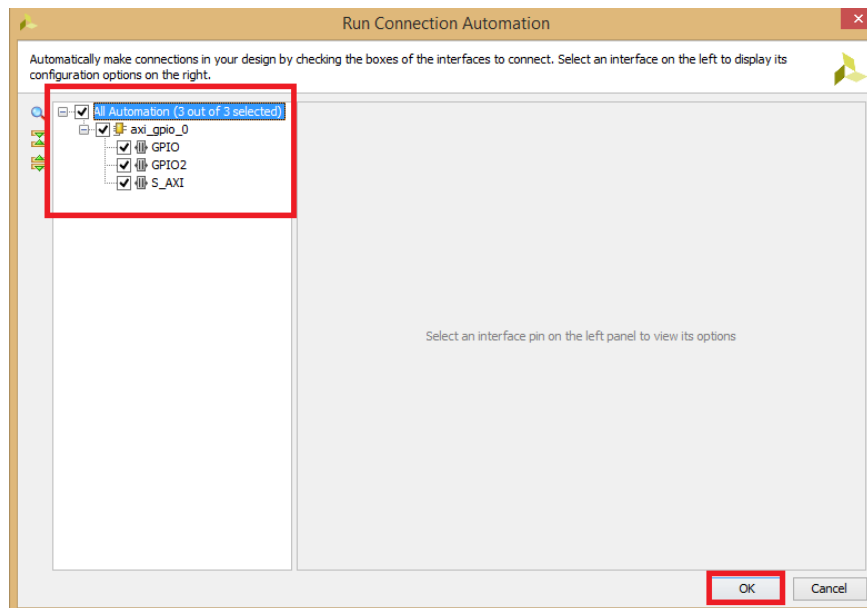 Run Connection Automation
Automatically make connections in your design by checking the boxes of the interfaces to connect. Select an interface on the left to display its
configuration options on the right.
All Automation (3 out of 3 selected)
axi_gpio_0
GPIO
GPIO2
S_AXI
Select an interface pin on the left panel to view its options
OK
Cancel